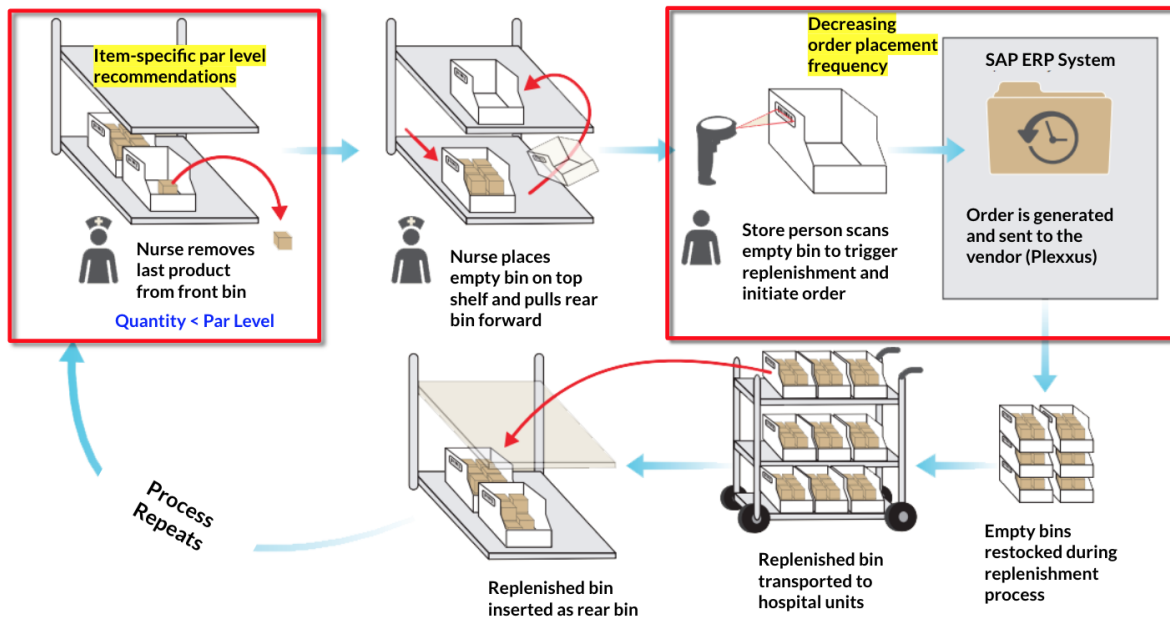 Item-specific par level
recommendations
Nurse removes
last product
from front bin
Quantity < Par Level
Nurse places
empty bin on top
shelf and pulls rear
bin forward
Decreasing
order placement
frequency
Store person scans
empty bin to trigger
replenishment and
initiate order
SAP ERP System
Order is generated
and sent to the
vendor (Plexxus)
Empty bins
restocked during
replenishment
process
Replenished bin
transported to
hospital units
Replenished bin
inserted as rear bin
Process
Repeats